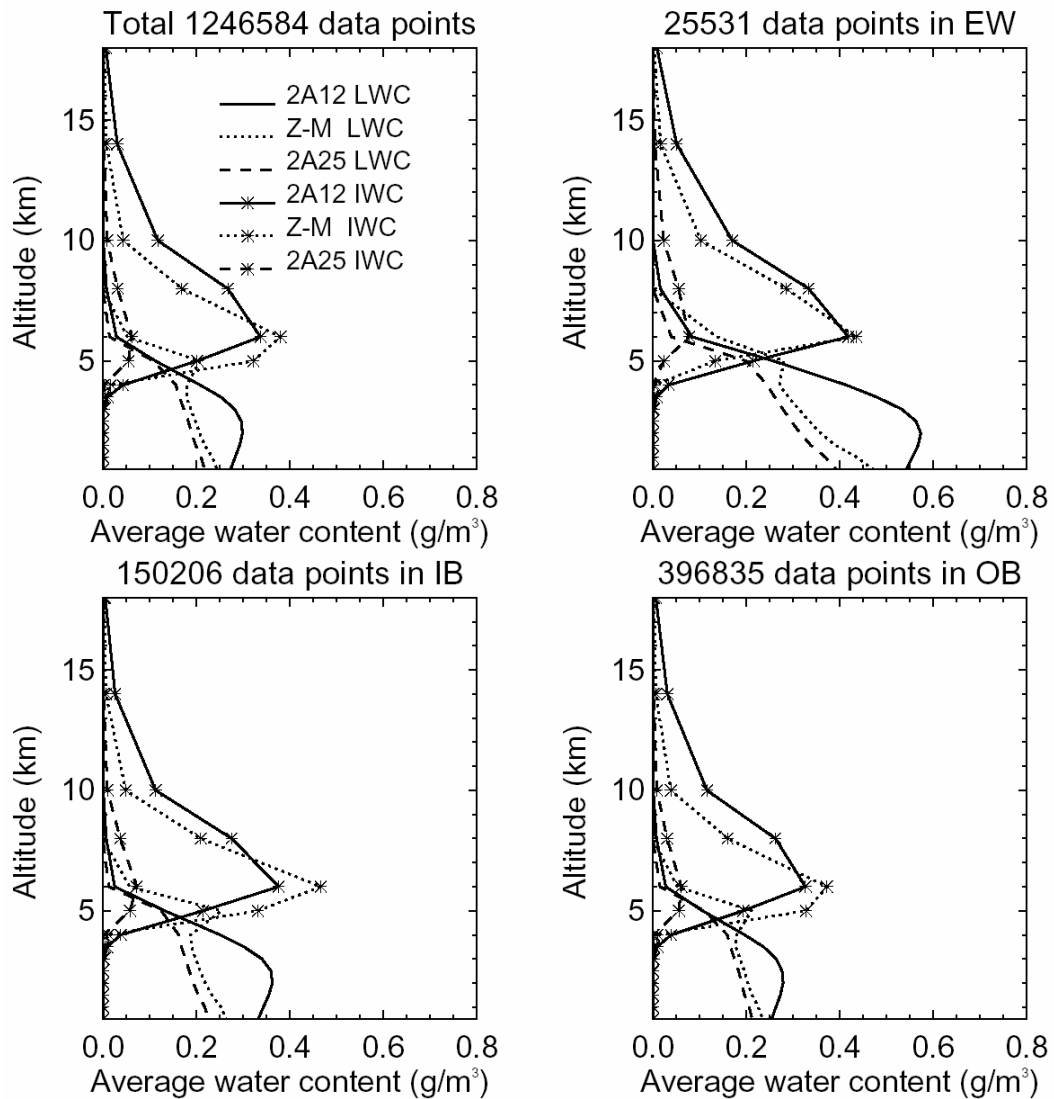 Total 1246584 data points
25531 data points in EW
2A12 LWC
Z-M LWC
2A25 LWC
2A12 IWC
Z-M IWC
2A25 IWC
Altitude (km)
15
10
5
0.0 0.2 0.4 0.6 0.8
Average water content (g/m³)
Altitude (km)
15
10
5
0.0 0.2 0.4 0.6 0.8
Average water content (g/m³)
150206 data points in IB
396835 data points in OB
Altitude (km)
15
10
5
0.0 0.2 0.4 0.6 0.8
Average water content (g/m³)
Altitude (km)
15
10
5
0.0 0.2 0.4 0.6 0.8
Average water content (g/m³)